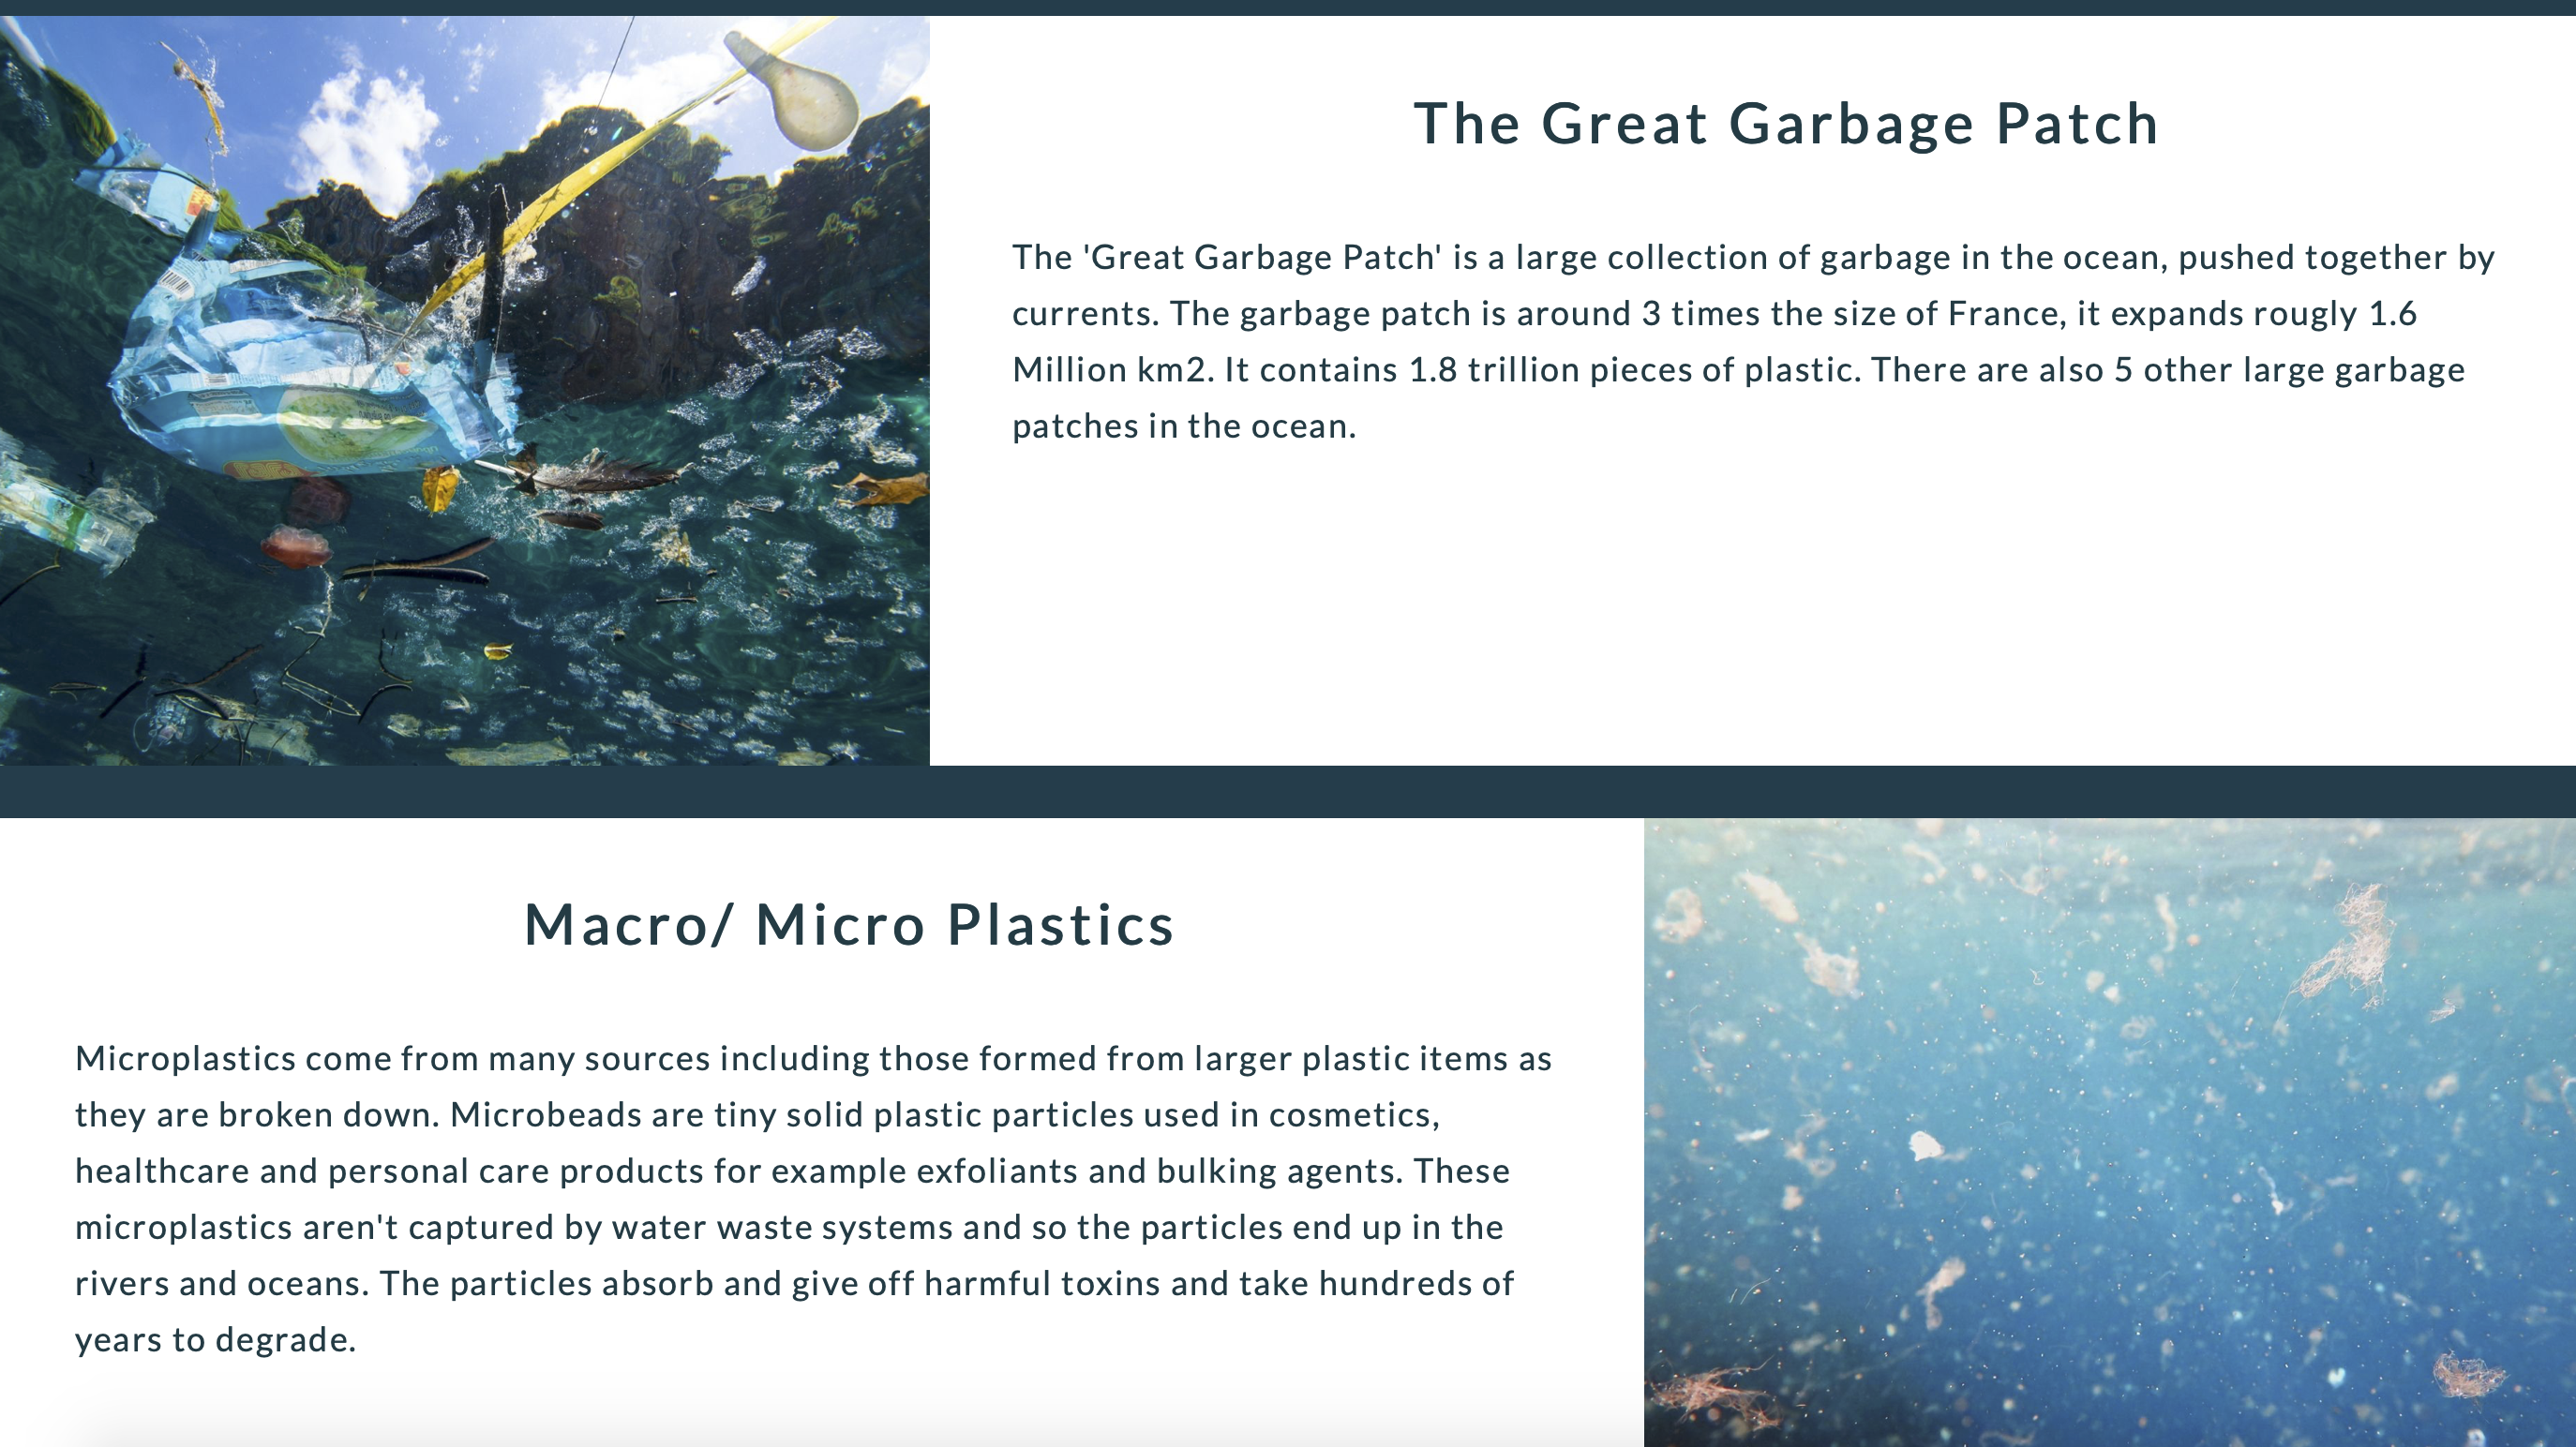 The Great Garbage Patch
The 'Great Garbage Patch' is a large collection of garbage in the ocean, pushed together by
currents. The garbage patch is around 3 times the size of France, it expands rougly 1.6
Million km2. It contains 1.8 trillion pieces of plastic. There are also 5 other large garbage
patches in the ocean.
Macro/ Micro Plastics
Microplastics come from many sources including those formed from larger plastic items as
they are broken down. Microbeads are tiny solid plastic particles used in cosmetics,
healthcare and personal care products for example exfoliants and bulking agents. These
microplastics aren't captured by water waste systems and so the particles end up in the
rivers and oceans. The particles absorb and give off harmful toxins and take hundreds of
years to degrade.